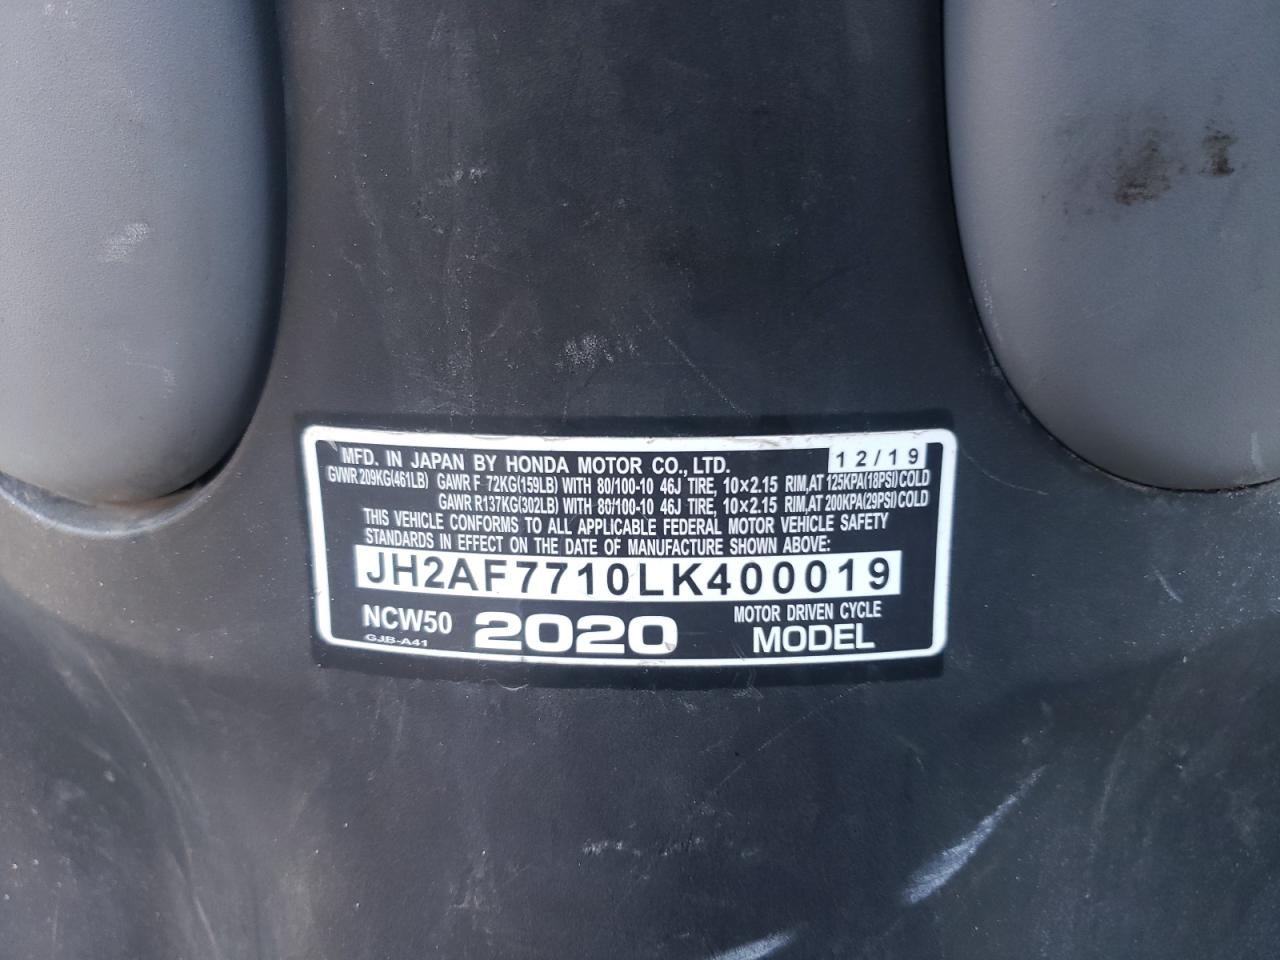 MFD. IN JAPAN BY HONDA MOTOR CO., LTD. 12/19
GVWR 209KG(461LB) GAWR F 72KG(159LB) WITH 80/100-10 46J TIRE, 10×2.15 RIM,AT 125KPA(18PSI)COLD
GAWR R137KG(302LB) WITH 80/100-10 46J TIRE, 10×2.15 RIM,AT 200KPA(29PSI)COLD
THIS VEHICLE CONFORMS TO ALL APPLICABLE FEDERAL MOTOR VEHICLE SAFETY
STANDARDS IN EFFECT ON THE DATE OF MANUFACTURE SHOWN ABOVE:
JH2AF7710LK400019
NCW50 2020 MOTOR DRIVEN CYCLE
GJB-A41 MODEL